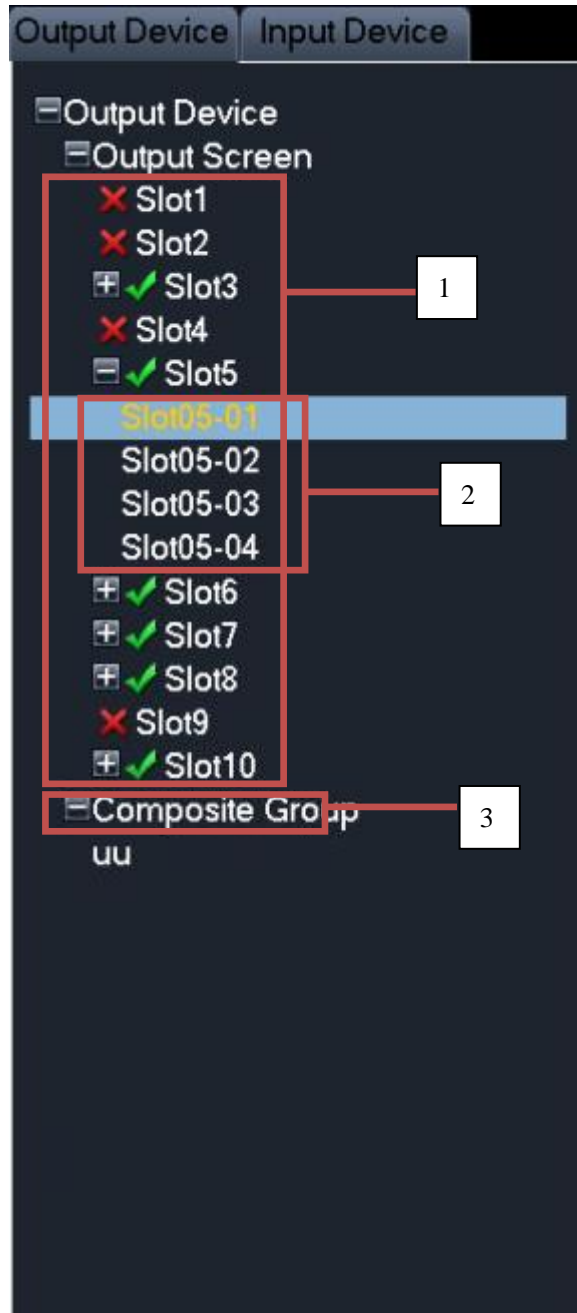 Output Device Input Device
Output Device
Output Screen
Slot1
Slot2
Slot3
1
Slot4
Slot5
Slot05-01
Slot05-02
2
Slot05-03
Slot05-04
Slot6
Slot7
Slot8
Slot9
Slot10
Composite Group
3
uu